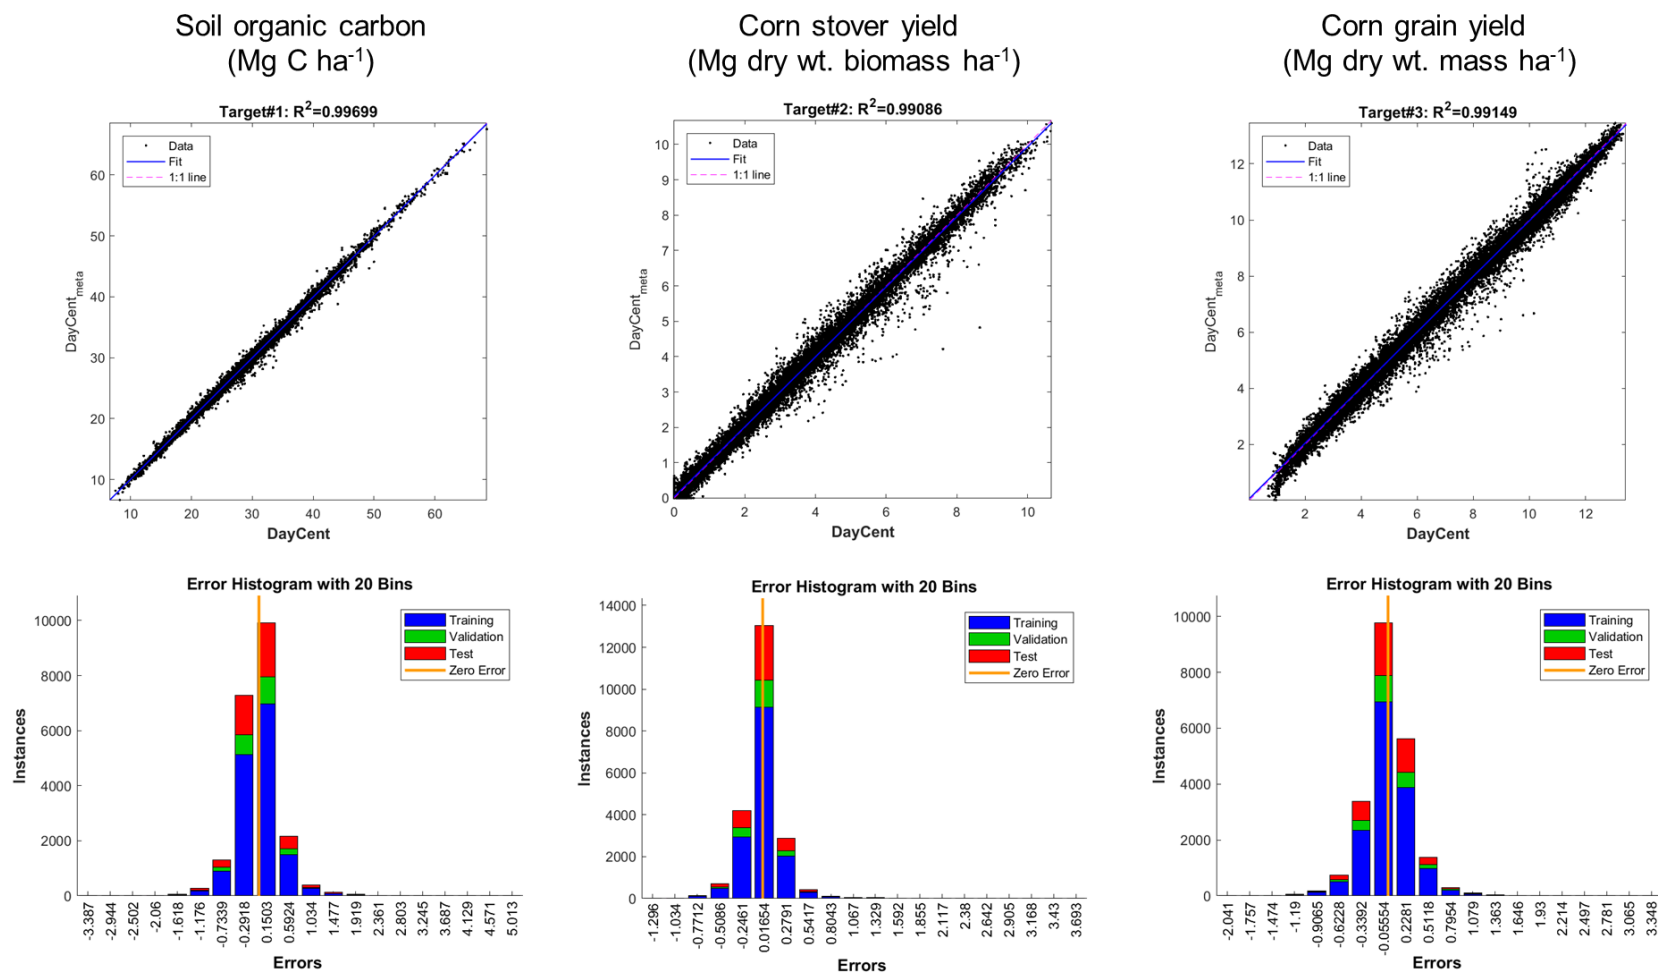 Soil organic carbon
(Mg C ha-1)
Corn stover yield
(Mg dry wt. biomass ha-1)
Corn grain yield
(Mg dry wt. mass ha-1)
Target#1: R2=0.99699
Data
Fit
1:1 line
DayCentmeta
60
50
40
30
20
10
10 20 30 40 50 60
DayCent
Target#2: R2=0.99086
Data
Fit
1:1 line
DayCentmeta
10
9
8
7
6
5
4
3
2
1
0
0 2 4 6 8 10
DayCent
Target#3: R2=0.99149
Data
Fit
1:1 line
DayCentmeta
12
10
8
6
4
2
2 4 6 8 10 12
DayCent
Error Histogram with 20 Bins
Training
Validation
Test
Zero Error
Instances
10000
8000
6000
4000
2000
0
-3.387 -2.944 -2.502 -2.06 -1.618 -1.176 -0.7339 -0.2918 0.1503 0.5924 1.034 1.477 1.919 2.361 2.803 3.245 3.687 4.129 4.571 5.013
Errors
Error Histogram with 20 Bins
Training
Validation
Test
Zero Error
Instances
14000
12000
10000
8000
6000
4000
2000
0
-1.296 -1.034 -0.7712 -0.5086 -0.2461 0.01654 0.2791 0.5417 0.8043 1.067 1.329 1.592 1.855 2.117 2.38 2.642 2.905 3.168 3.43 3.693
Errors
Error Histogram with 20 Bins
Training
Validation
Test
Zero Error
Instances
10000
8000
6000
4000
2000
0
-2.041 -1.757 -1.474 -1.19 -0.9065 -0.6228 -0.3392 -0.05554 0.2281 0.5118 0.7954 1.079 1.363 1.646 1.93 2.214 2.497 2.781 3.065 3.348
Errors